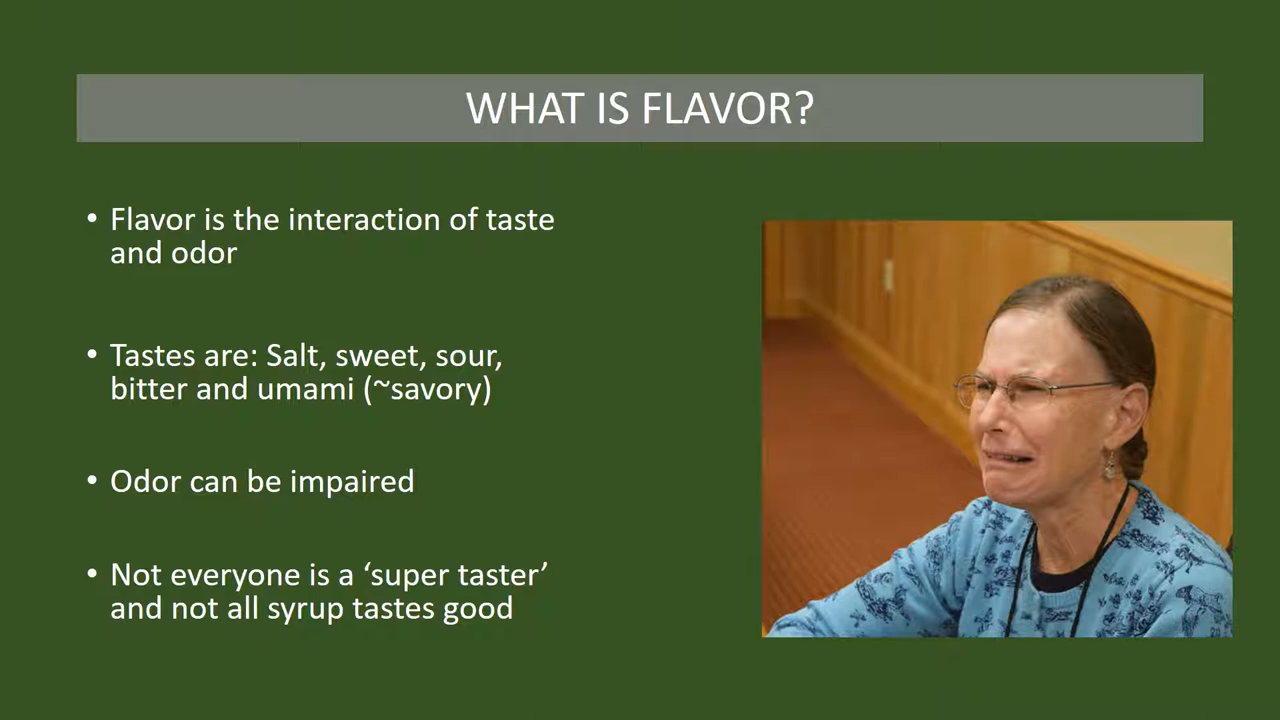 WHAT IS FLAVOR?
• Flavor is the interaction of taste
and odor
• Tastes are: Salt, sweet, sour,
bitter and umami (~savory)
• Odor can be impaired
• Not everyone is a ‘super taster’
and not all syrup tastes good